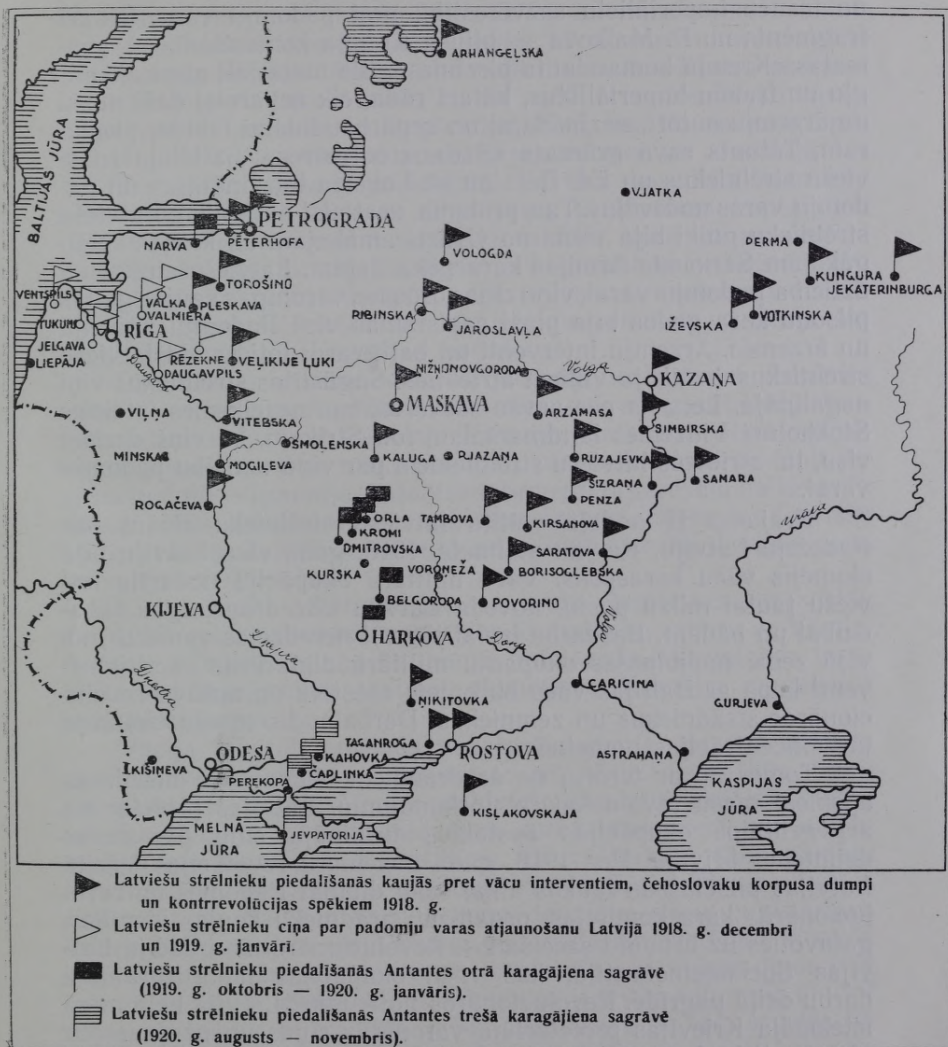 ARHANGEĻSKA
BALTIJAS JŪRA
VJATKA
PETROGRADA
NARVA
PĒTERHOFA
VOLOGDA
PERMA
KUNGURA
JEKATERINBURGA
TOROŠINO
VENTSPILS
VALKA
PLESKAVA
VALMIERA
TUKUMS
RĪGA
RIBINSKA
JAROSLAVĻA
IŽEVSKA
VOTKINSKA
JELGAVA
LIEPĀJA
RĒZEKNE
VEĻIKIJE LUKI
DAUGAVPILS
Daugava
NIŽŅIJNOVGORODA
Volga
KAZAŅA
MASKAVA
ARZAMASA
VIĻŅA
VITEBSKA
SIMBIRSKA
MINSKA
SMOĻENSKA
MOGIĻEVA
KALUGA
RJAZAŅA
RUZAJEVKA
SIZRAŅA
SAMARA
ROGAČEVA
PENZA
ORLA
TAMBOVA
KIRSANOVA
KROMI
DMITROVSKA
Urāla
SARATOVA
KURSKA
VOROŅEŽA
BORISOGĻEBSKA
BELGORODA
POVORINO
KIJEVA
HARKOVA
Dņepra
Dona
Volga
Dņestra
CARICINA
ŅIKITOVKA
GURJEVA
ODESA
TAGANROGA
ROSTOVA
KIŠIŅEVA
KAHOVKA
ASTRAHAŅA
PEREKOPA
ČAPLINKA
KASPIJAS
JŪRA
KISĻAKOVSKAJA
MELNĀ
JŪRA
JEVPATORIJA
Latviešu strēlnieku piedalīšanās kaujās pret vācu interventiem, čehoslovaku korpusa dumpi
un kontrrevolūcijas spēkiem 1918. g.
Latviešu strēlnieku cīņa par padomju varas atjaunošanu Latvijā 1918. g. decembrī
un 1919. g. janvārī.
Latviešu strēlnieku piedalīšanās Antantes otrā karagājiena sagrāvē
(1919. g. oktobris — 1920. g. janvāris).
Latviešu strēlnieku piedalīšanās Antantes trešā karagājiena sagrāvē
(1920. g. augusts — novembris).